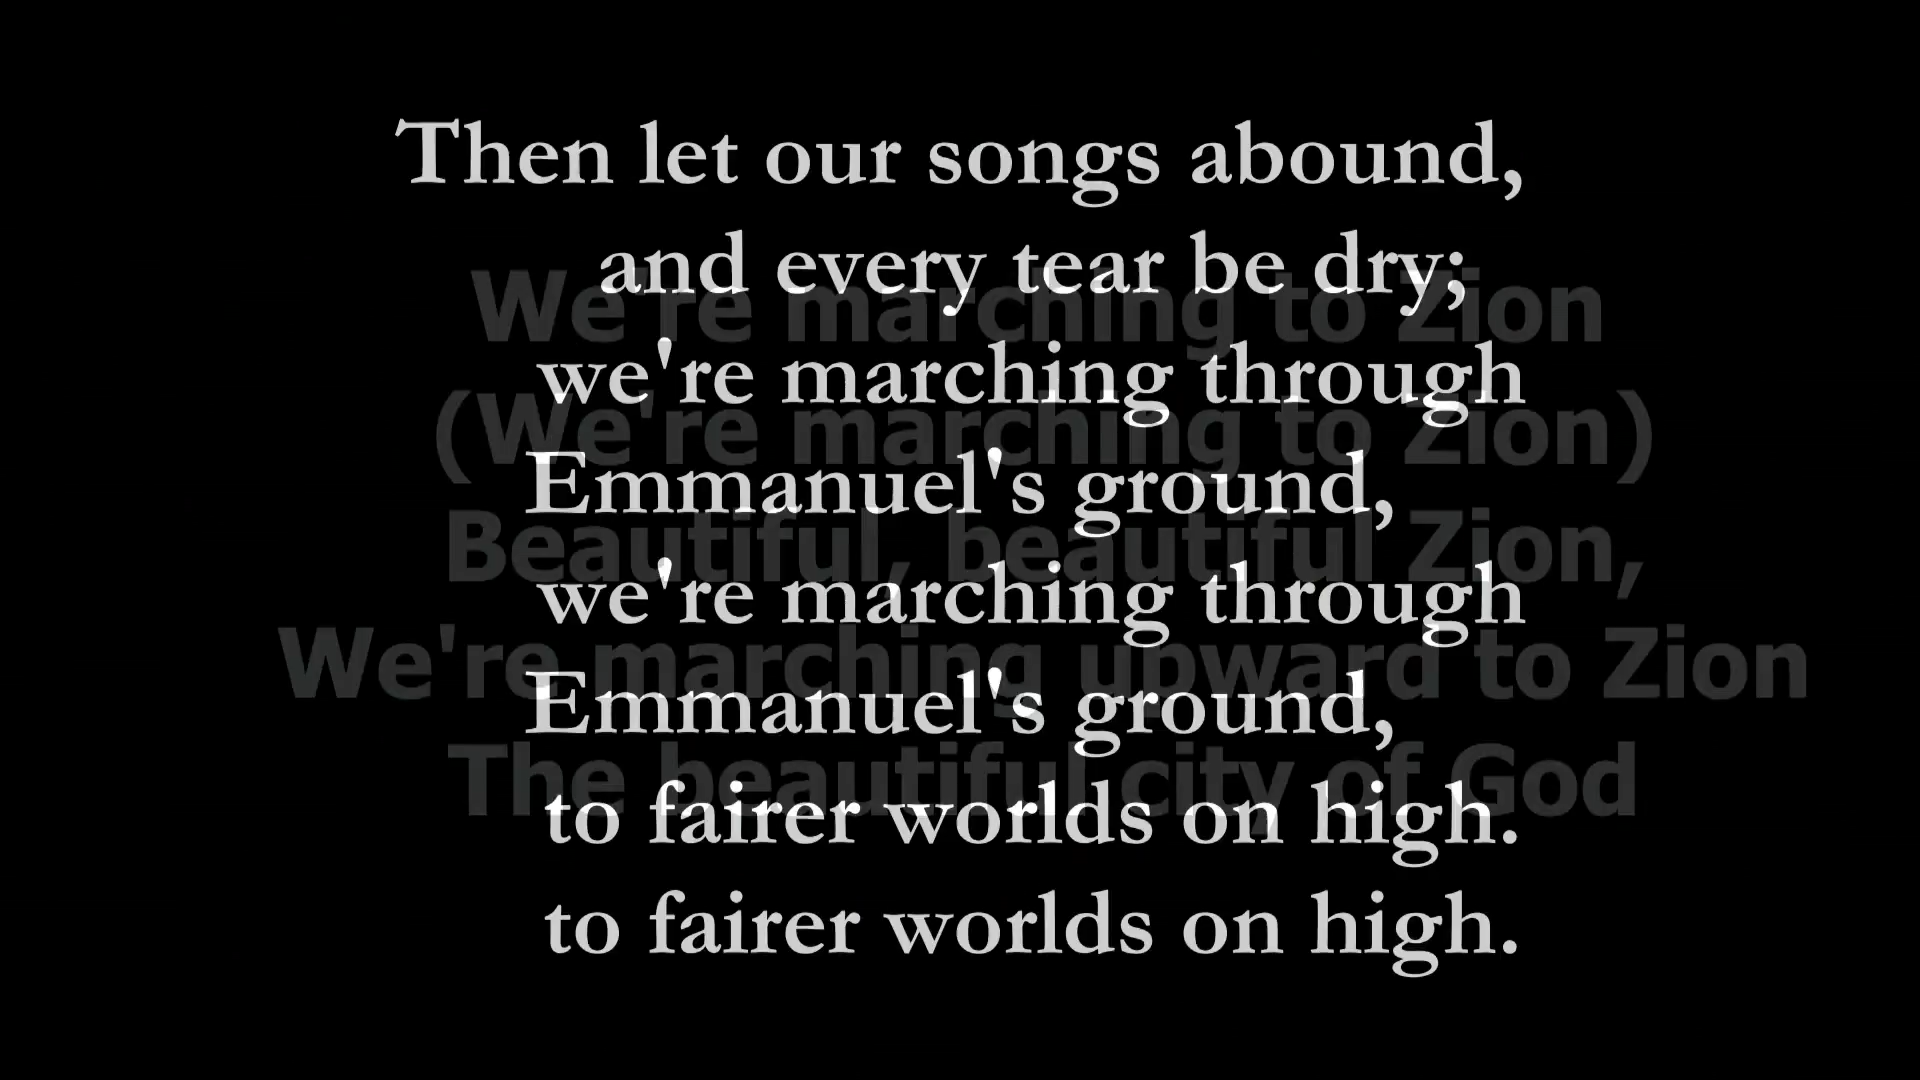 Then let our songs abound,
and every tear be dry;
we're marching through
Emmanuel's ground,
we're marching through
Emmanuel's ground,
to fairer worlds on high.
to fairer worlds on high.
We're marching to Zion
(We're marching to Zion)
Beautiful, beautiful Zion,
We're marching upward to Zion
The beautiful city of God